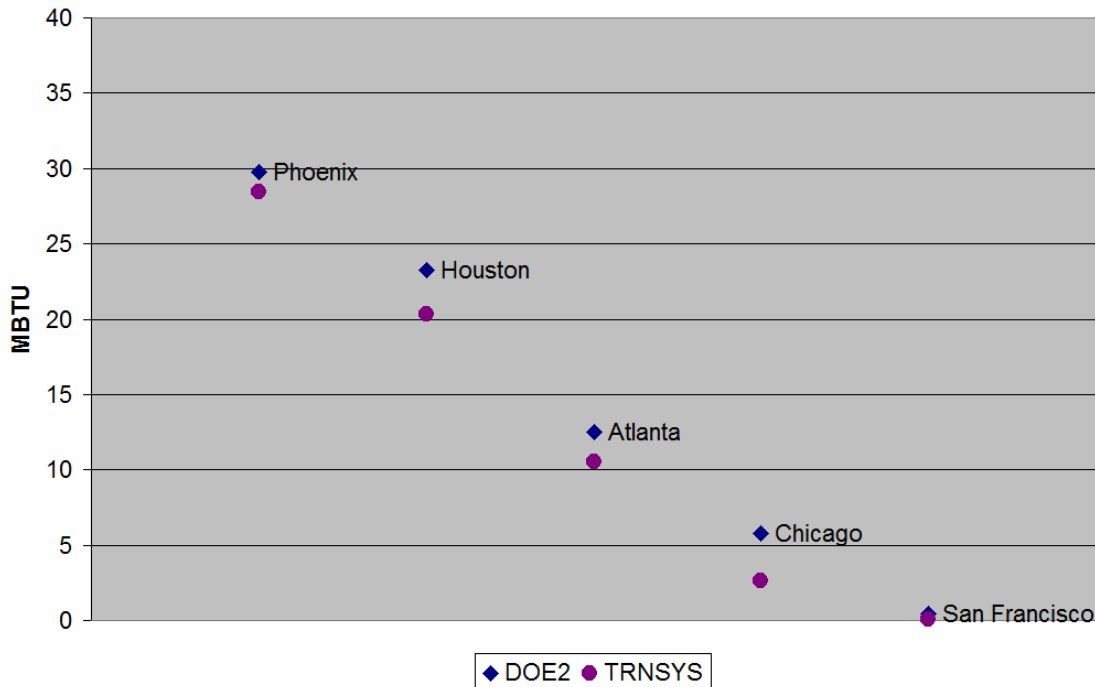 40
35
30
Phoenix
25
Houston
20
MBTU
15
Atlanta
10
Chicago
5
San Francisco
0
DOE2 TRNSYS